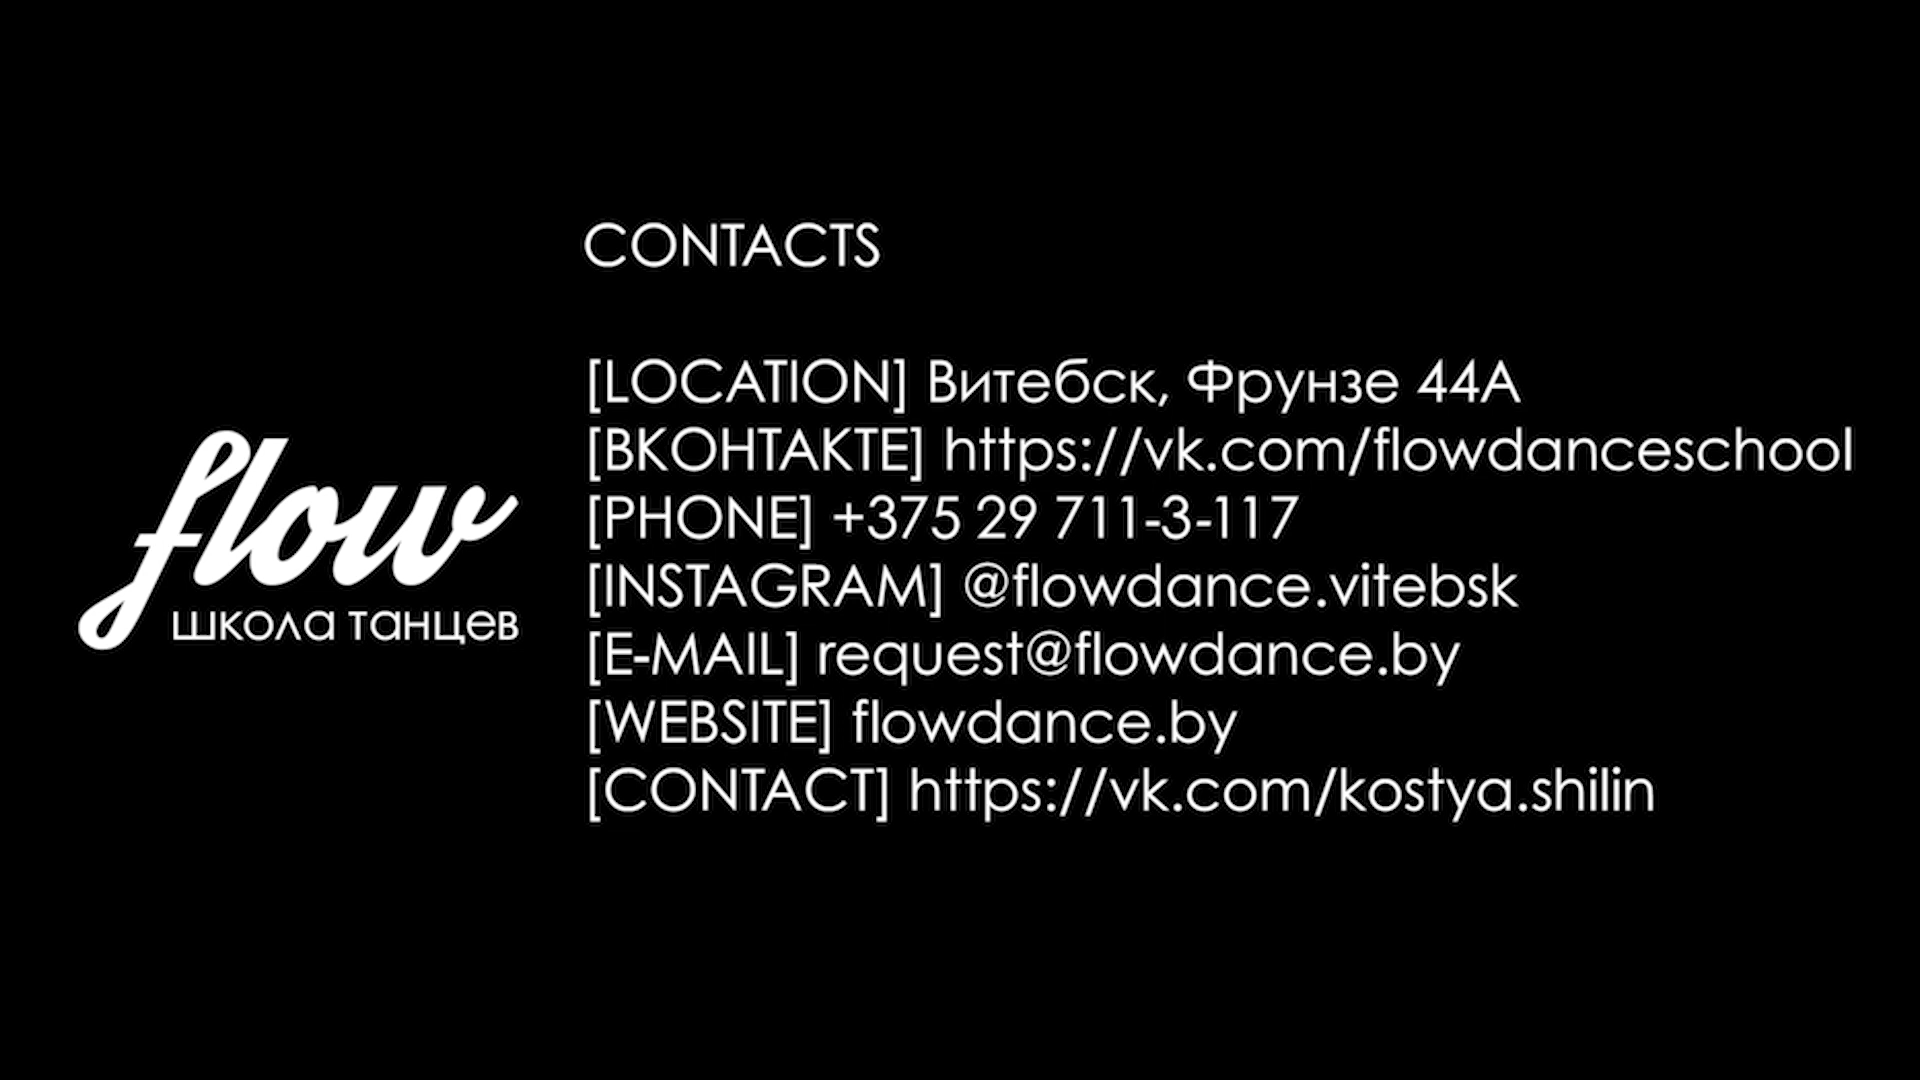 flow
школа танцев
CONTACTS
[LOCATION] Витебск, Фрунзе 44А
[ВКОНТАКТЕ] https://vk.com/flowdanceschool
[PHONE] +375 29 711-3-117
[INSTAGRAM] @flowdance.vitebsk
[E-MAIL] request@flowdance.by
[WEBSITE] flowdance.by
[CONTACT] https://vk.com/kostya.shilin